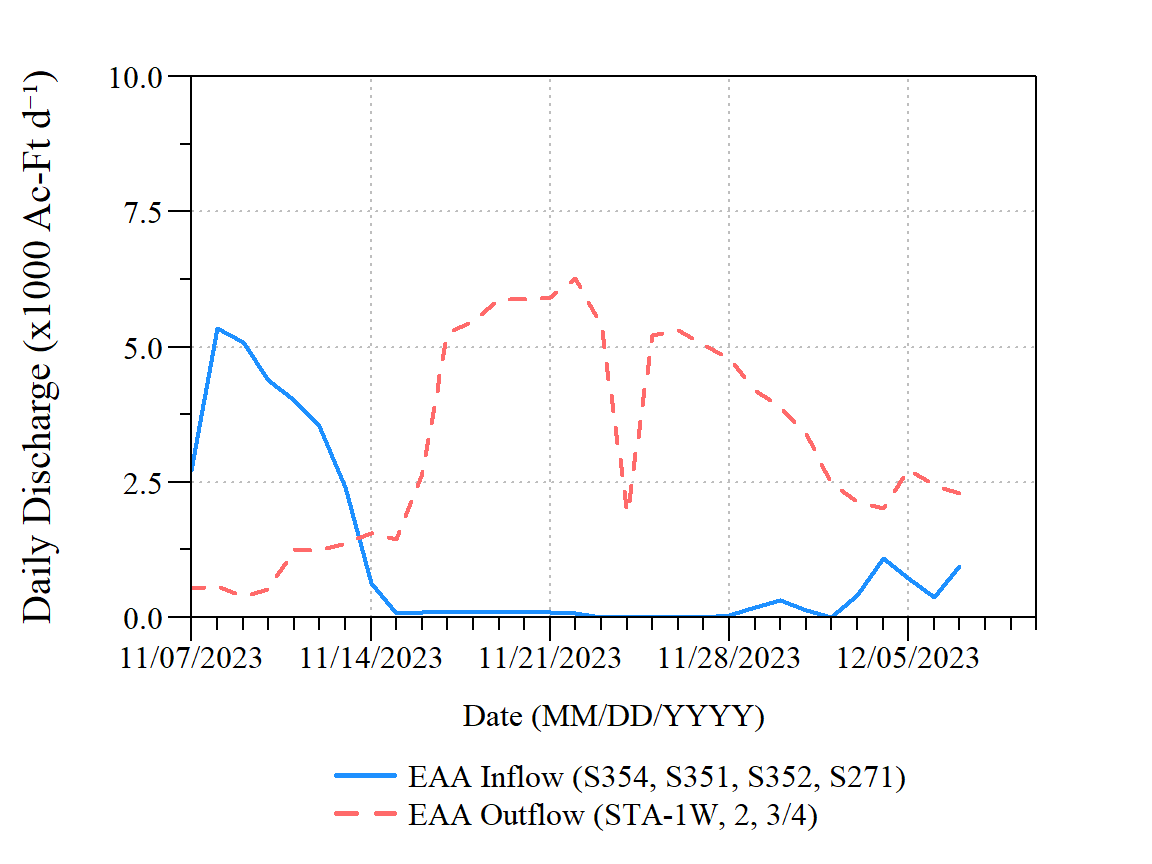 Daily Discharge (x1000 Ac-Ft d⁻¹)
10.0
7.5
5.0
2.5
0.0
11/07/2023 11/14/2023 11/21/2023 11/28/2023 12/05/2023
Date (MM/DD/YYYY)
EAA Inflow (S354, S351, S352, S271)
EAA Outflow (STA-1W, 2, 3/4)